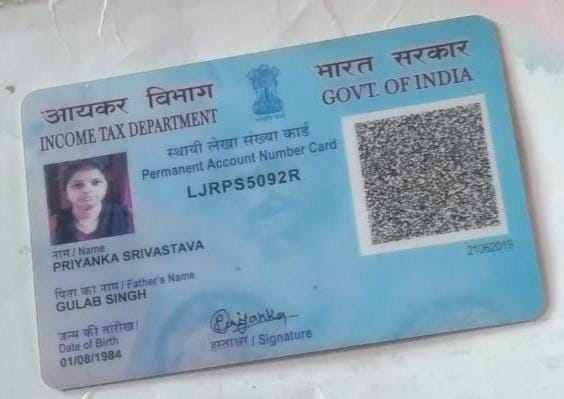 आयकर विभाग
INCOME TAX DEPARTMENT
भारत सरकार
GOVT. OF INDIA
स्थायी लेखा संख्या कार्ड
Permanent Account Number Card
LJRPS5092R
नाम / Name
PRIYANKA SRIVASTAVA
पिता का नाम / Father's Name
GULAB SINGH
जन्म की तारीख/
Date of Birth
01/08/1984
Priyanka
हस्ताक्षर / Signature
21062019